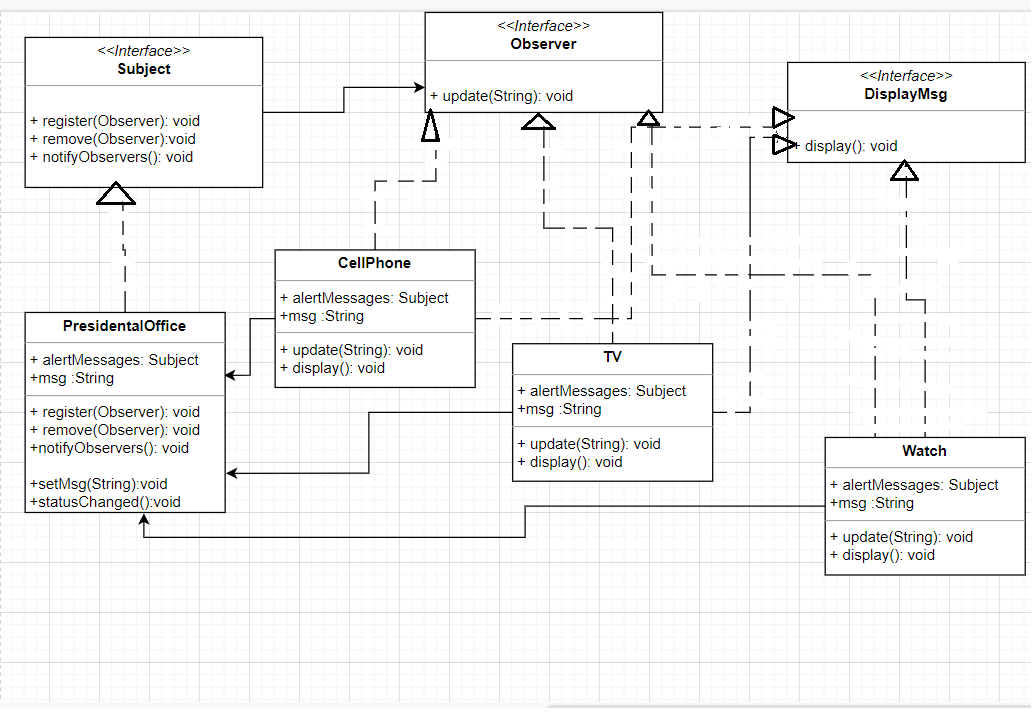 <<Interface>>
Subject
+ register(Observer): void
+ remove(Observer):void
+ notifyObservers(): void
<<Interface>>
Observer
+ update(String): void
<<Interface>>
DisplayMsg
+ display(): void
CellPhone
+ alertMessages: Subject
+msg :String
+ update(String): void
+ display(): void
PresidentalOffice
+ alertMessages: Subject
+msg :String
+ register(Observer): void
+ remove(Observer): void
+notifyObservers(): void
+setMsg(String):void
+statusChanged():void
TV
+ alertMessages: Subject
+msg :String
+ update(String): void
+ display(): void
Watch
+ alertMessages: Subject
+msg :String
+ update(String): void
+ display(): void